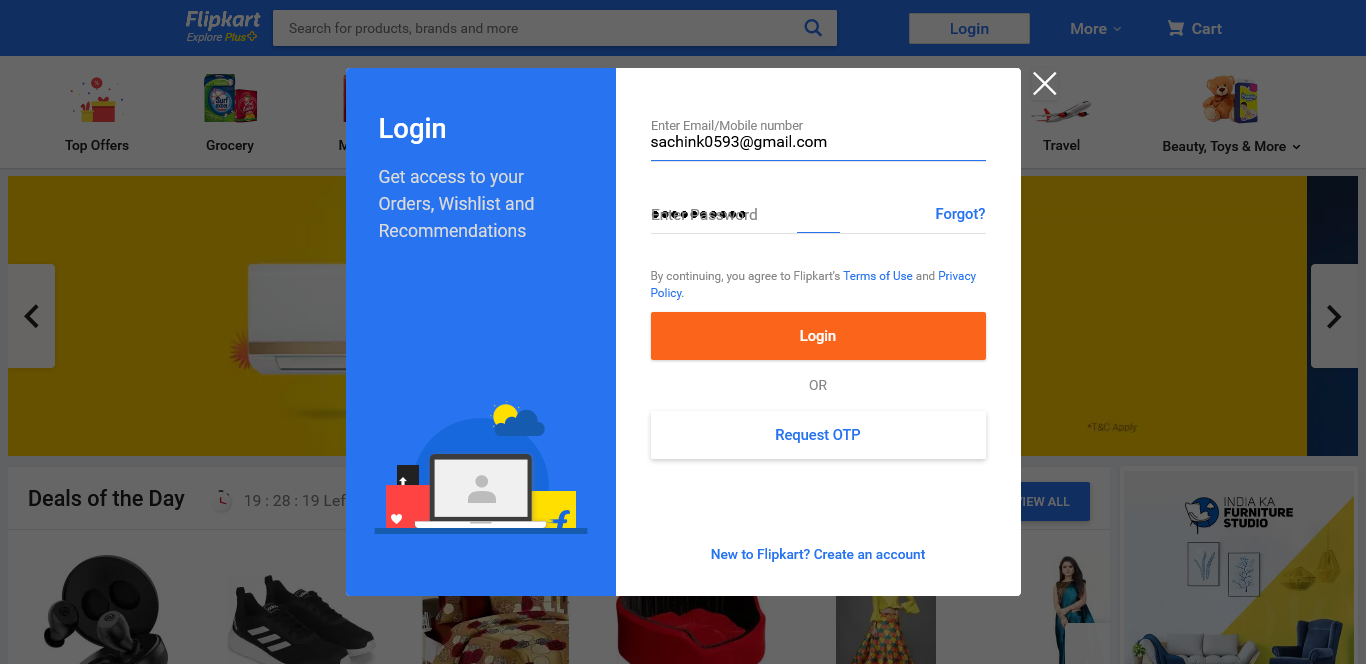 Flipkart
Explore Plus
Search for products, brands and more
Login
More
Cart
Top Offers
Grocery
M
Travel
Beauty, Toys & More
Login
Get access to your
Orders, Wishlist and
Recommendations
Enter Email/Mobile number
sachink0593@gmail.com
Enter Password
Forgot?
By continuing, you agree to Flipkart's Terms of Use and Privacy
Policy.
Login
OR
Request OTP
New to Flipkart? Create an account
*T&C Apply
Deals of the Day
19 : 28 : 19 Lef
VIEW ALL
INDIA KA
FURNITURE
STUDIO